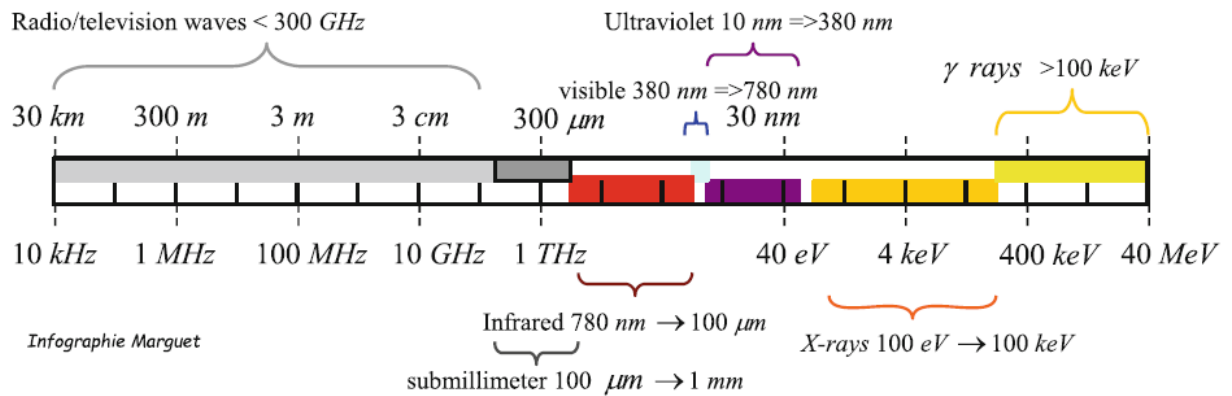 Radio/television waves < 300 GHz
Ultraviolet 10 nm =>380 nm
γ rays >100 keV
visible 380 nm =>780 nm
30 km 300 m 3 m 3 cm 300 μm 30 nm
10 kHz 1 MHz 100 MHz 10 GHz 1 THz 40 eV 4 keV 400 keV 40 MeV
Infrared 780 nm → 100 μm
Infographie Marguet
X-rays 100 eV → 100 keV
submillimeter 100 μm → 1 mm